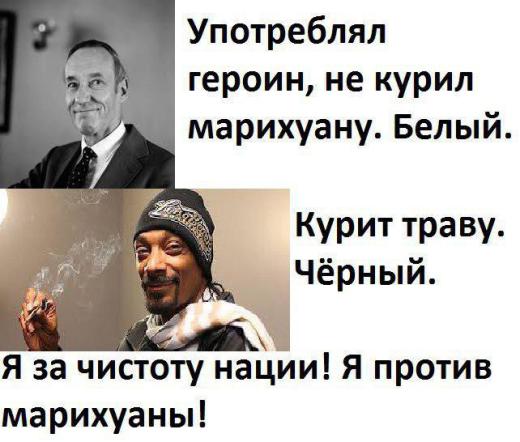 Употреблял
героин, не курил
марихуану. Белый.
Курит траву.
Чёрный.
Я за чистоту нации! Я против
марихуаны!